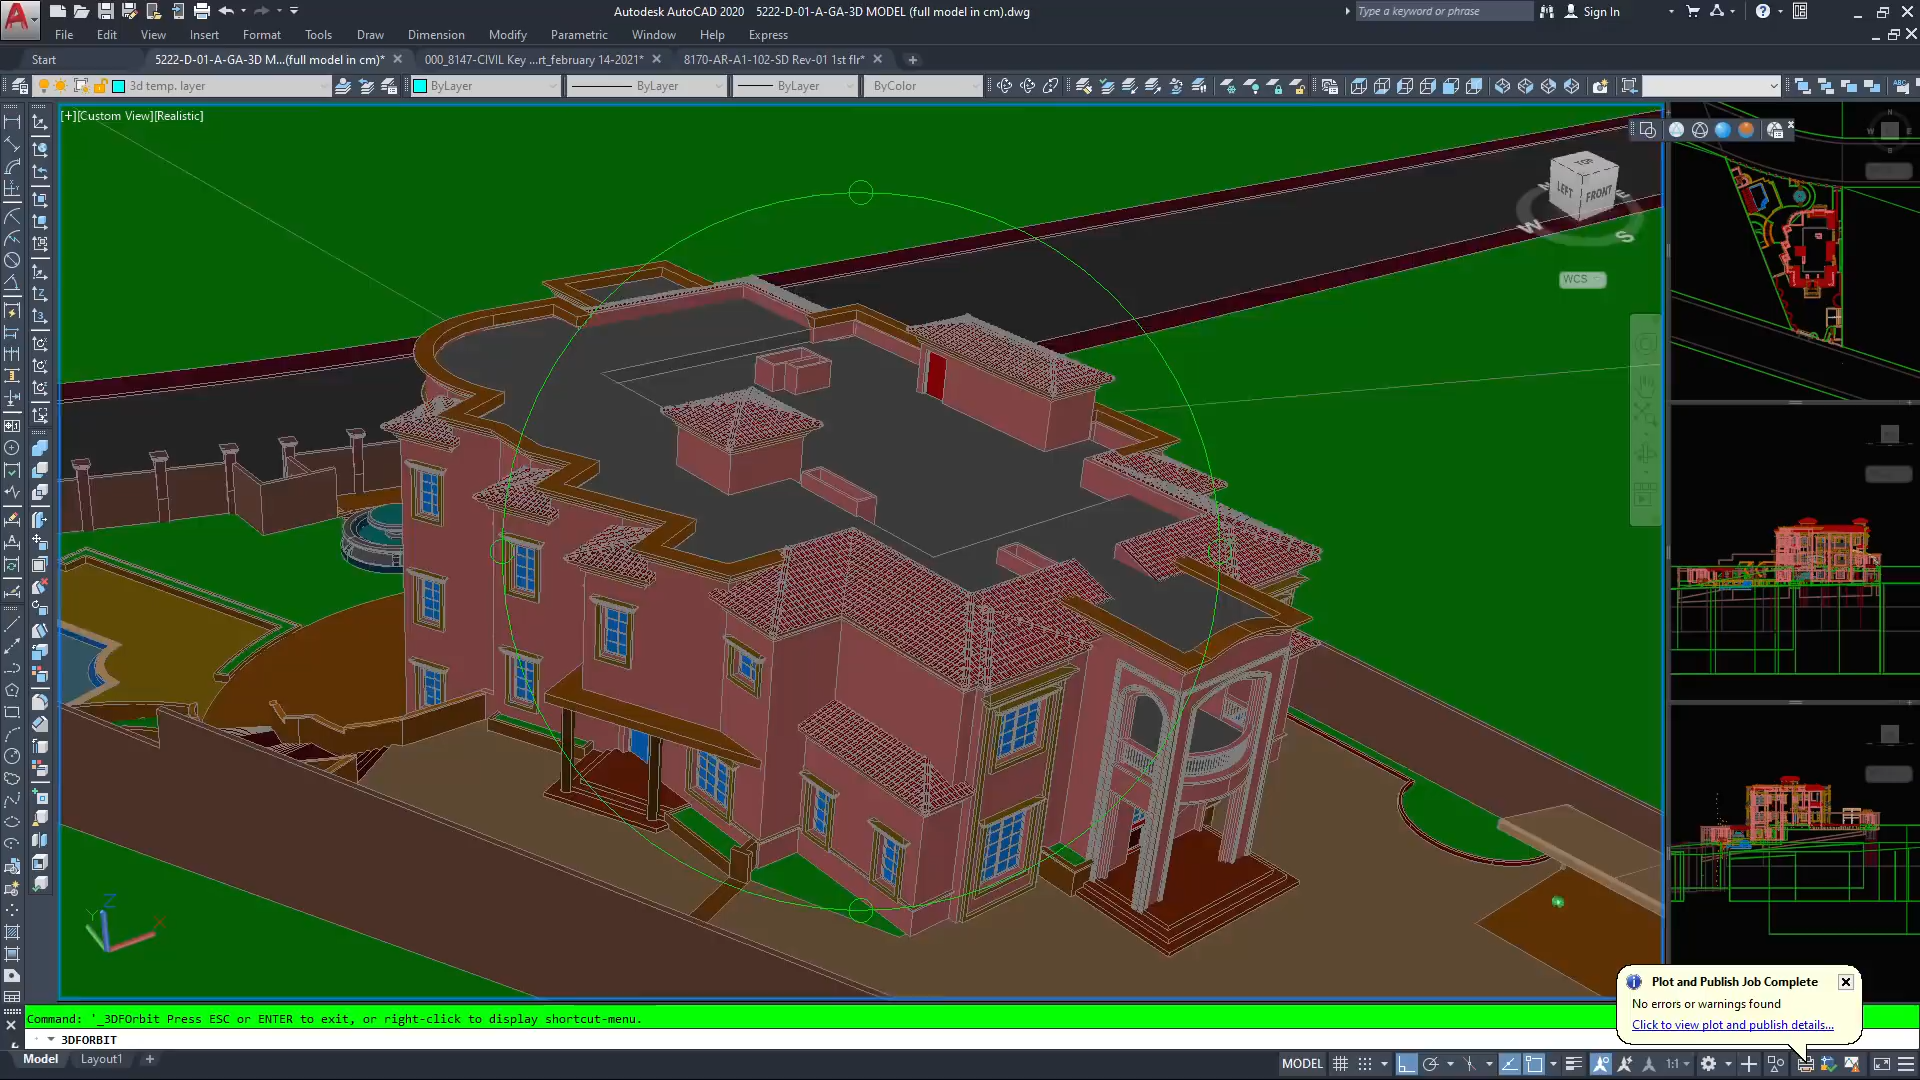 Autodesk AutoCAD 2020 5222-D-01-A-GA-3D MODEL (full model in cm).dwg
Type a keyword or phrase
Sign In
File Edit View Insert Format Tools Draw Dimension Modify Parametric Window Help Express
Start
5222-D-01-A-GA-3D M...(full model in cm)*
000_8147-CIVIL Key ...rt_february 14-2021*
8170-AR-A1-102-SD Rev-01 1st flr*
3d temp. layer
ByLayer
ByLayer
ByLayer
ByColor
[+][Custom View][Realistic]
TOP
LEFT
FRONT
W
S
WCS
Z
Y
X
Plot and Publish Job Complete
No errors or warnings found
Click to view plot and publish details...
Command: '_3DFOrbit Press ESC or ENTER to exit, or right-click to display shortcut-menu.
3DFORBIT
Model
Layout1
MODEL
1:1